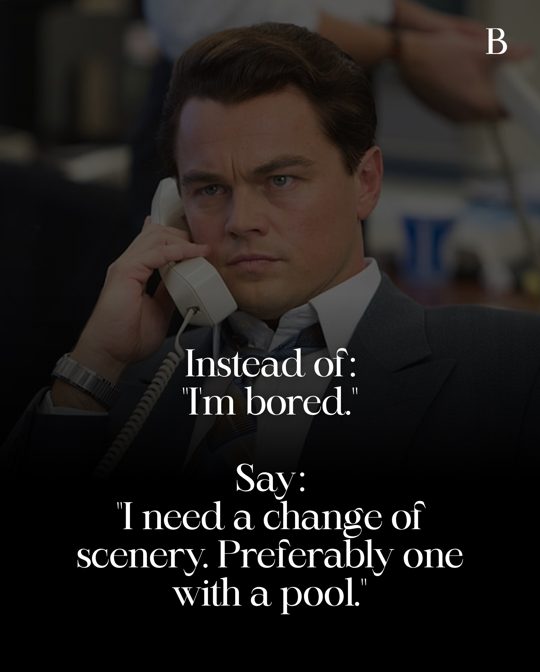 B
Instead of:
"I'm bored."
Say:
"I need a change of
scenery. Preferably one
with a pool."